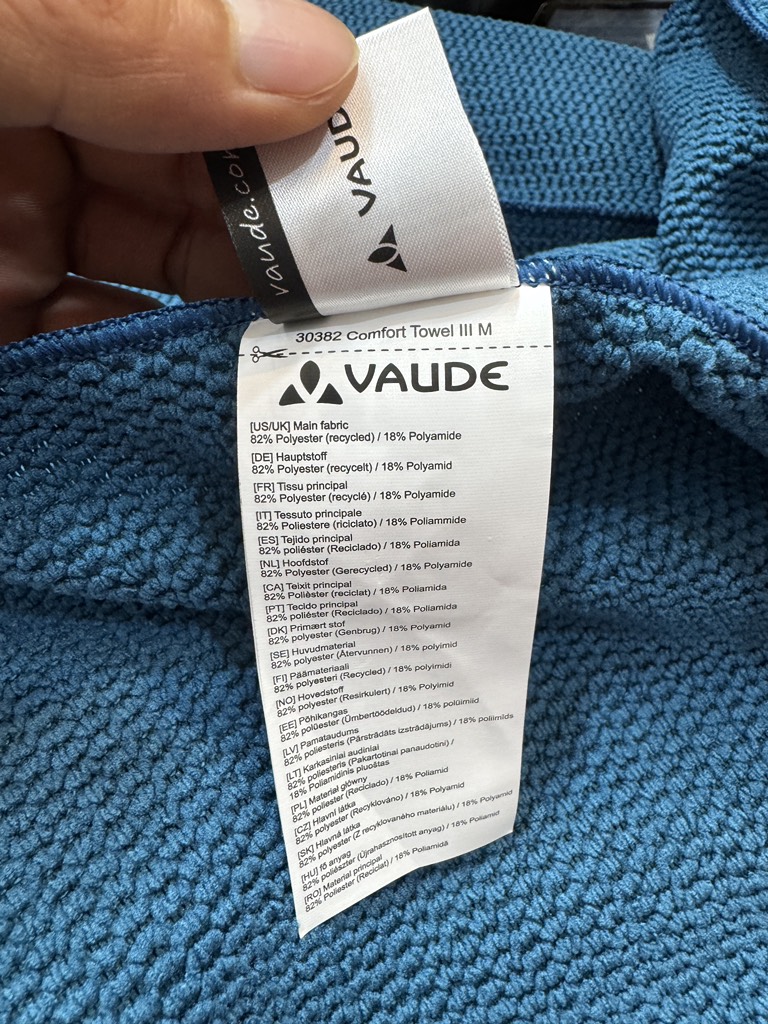 vaude.com
VAUDE
30382 Comfort Towel III M
VAUDE
[US/UK] Main fabric
82% Polyester (recycled) / 18% Polyamide
[DE] Hauptstoff
82% Polyester (recycelt) / 18% Polyamid
[FR] Tissu principal
82% Polyester (recyclé) / 18% Polyamide
[IT] Tessuto principale
82% Poliestere (riciclato) / 18% Poliammide
[ES] Tejido principal
82% poliéster (Reciclado) / 18% Poliamida
[NL] Hoofdstof
82% Polyester (Gerecycled) / 18% Polyamide
[CA] Teixit principal
82% Polièster (reciclat) / 18% Poliamida
[PT] Tecido principal
82% poliéster (Reciclado) / 18% Poliamida
[DK] Primært stof
82% polyester (Genbrug) / 18% Polyamid
[SE] Huvudmaterial
82% polyester (Återvunnen) / 18% polyimid
[FI] Päämateriaali
82% polyesteri (Recycled) / 18% polyimidi
[NO] Hovedstoff
82% polyester (Resirkulert) / 18% Polyimid
[EE] Põhikangas
82% polüester (Ümbertöödeldud) / 18% polüimiid
[LV] Pamataudums
82% poliesteris (Pārstrādāts izstrādājums) / 18% poliimīds
[LT] Karkasiniai audiniai
82% poliesteris (Pakartotinai panaudotini) /
18% Poliamidinis pluoštas
[PL] Materiał główny
82% poliester (Reciclado) / 18% Poliamid
[CZ] Hlavní látka
82% polyester (Recyklováno) / 18% Polyamid
[SK] Hlavná látka
82% polyester (Z recyklovaného materiálu) / 18% Polyamid
[HU] fő anyag
82% poliészter (Újrahasznosított anyag) / 18% Poliamid
[RO] Material principal
82% Poliester (Reciclat) / 18% Poliamidă